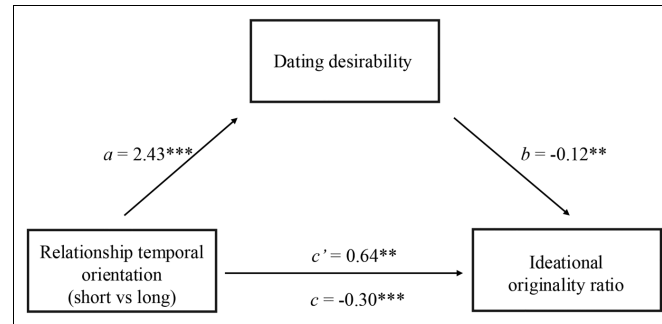 Dating desirability
a = 2.43***
b = -0.12**
Relationship temporal
orientation
(short vs long)
c’ = 0.64**
c = -0.30***
Ideational
originality ratio